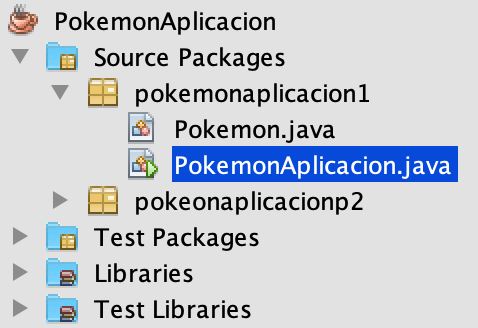 PokemonAplicacion
Source Packages
pokemonaplicacion1
Pokemon.java
PokemonAplicacion.java
pokeonaplicacionp2
Test Packages
Libraries
Test Libraries